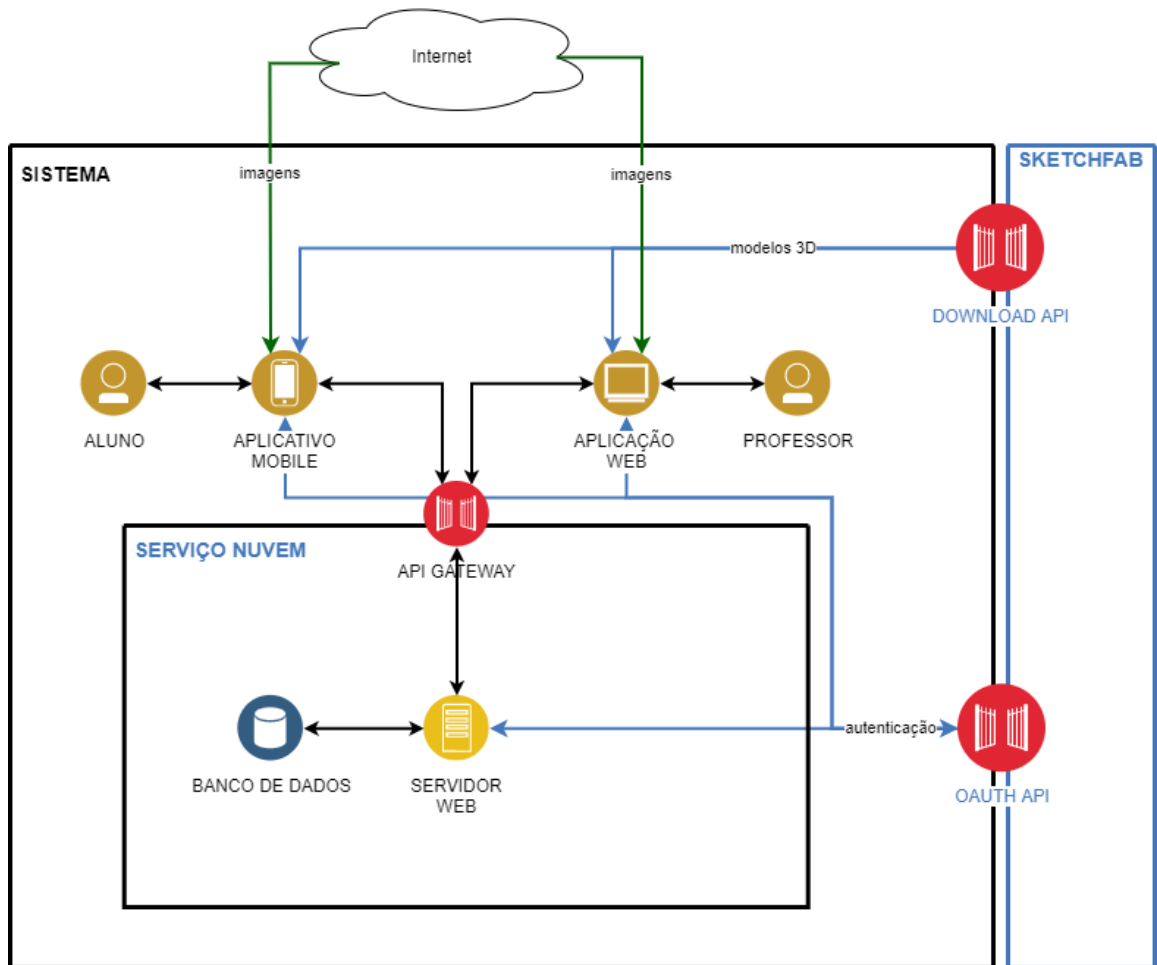 Internet
SISTEMA
SKETCHFAB
imagens
imagens
modelos 3D
DOWNLOAD API
ALUNO
APLICATIVO
MOBILE
APLICAÇÃO
WEB
PROFESSOR
SERVIÇO NUVEM
API GATEWAY
autenticação
BANCO DE DADOS
SERVIDOR
WEB
OAUTH API